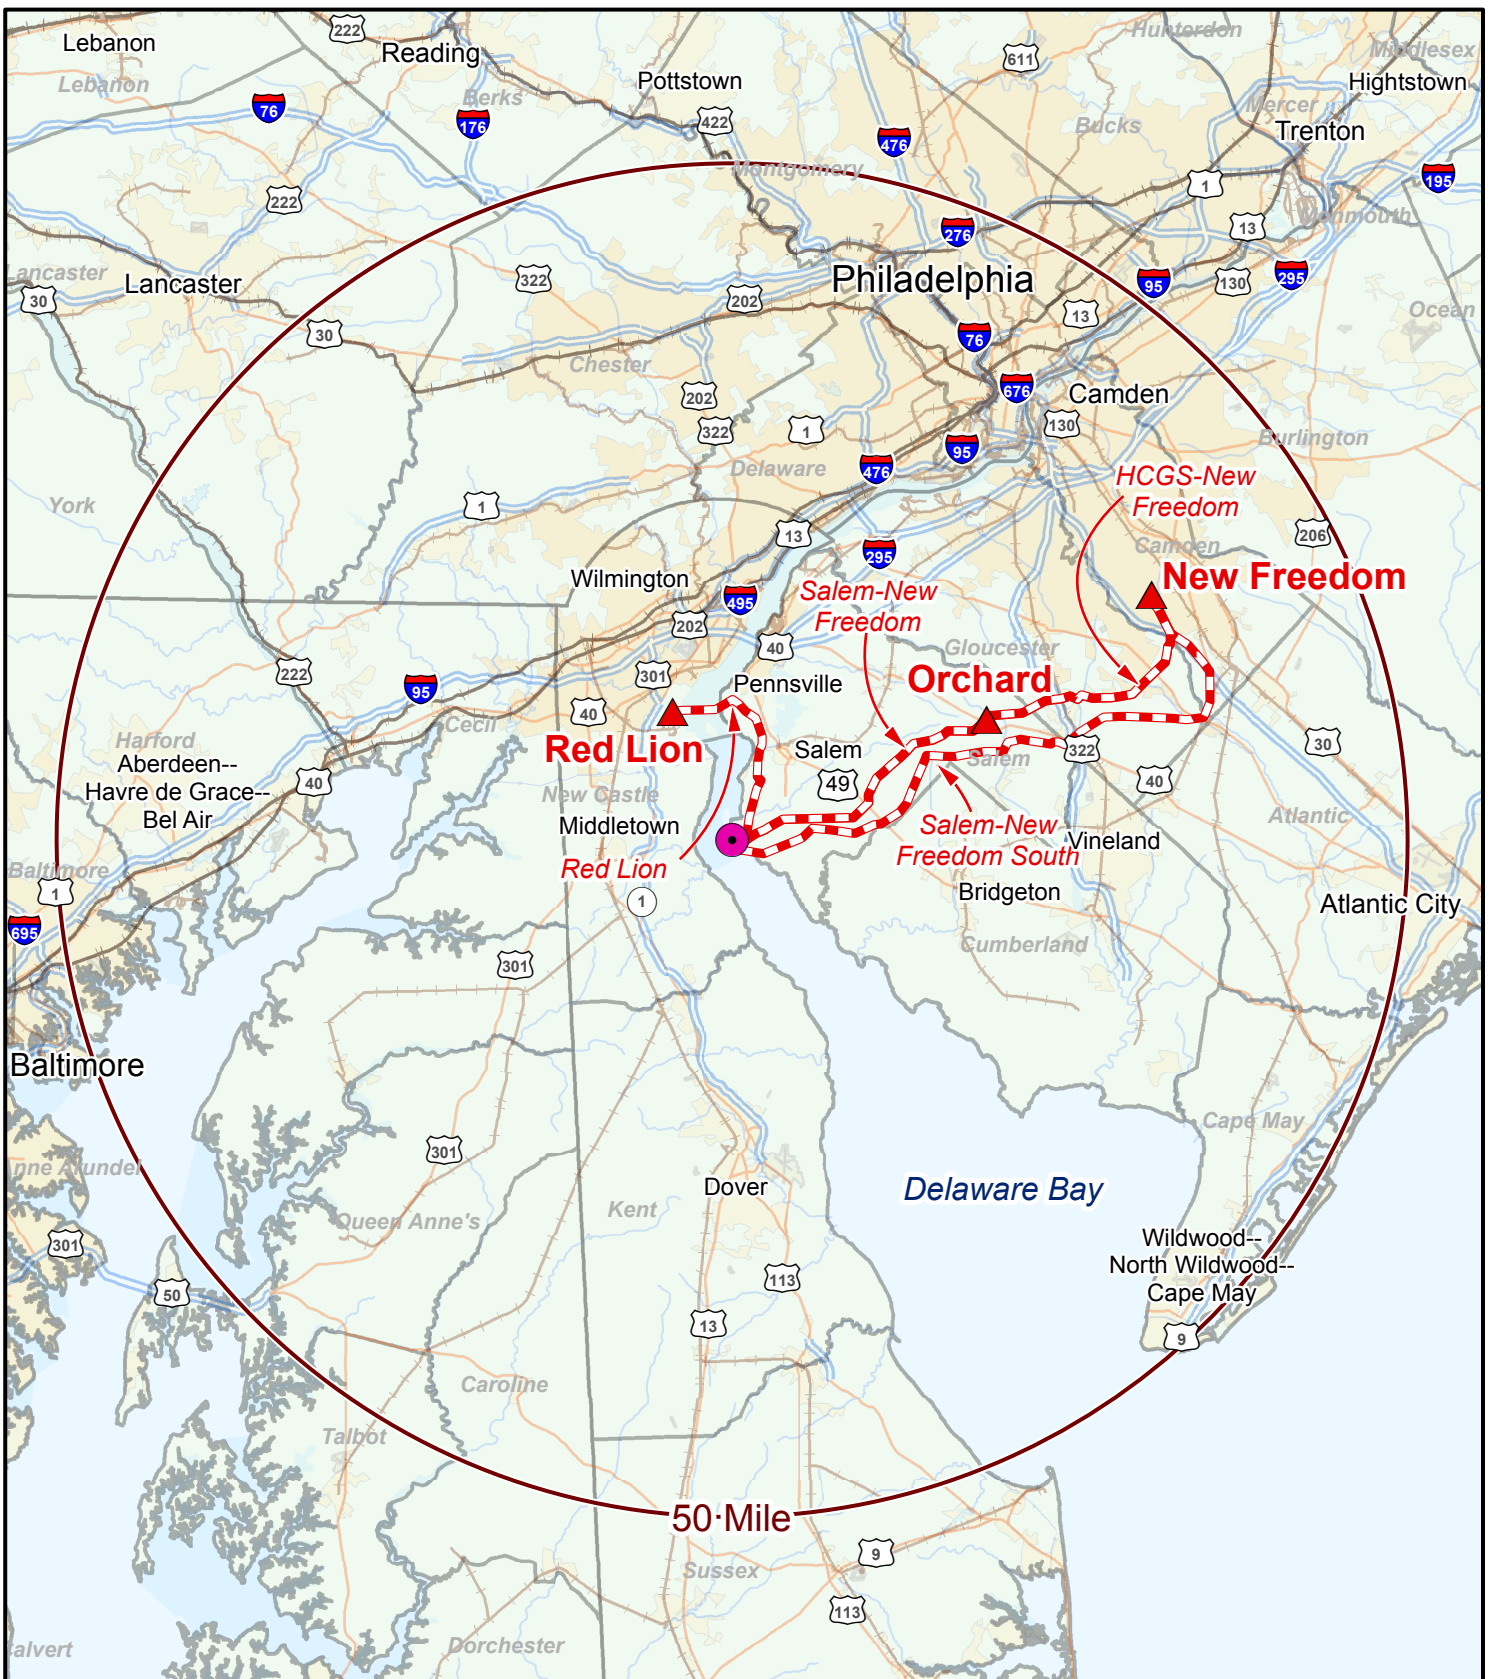 222
Hunterdon
Lebanon
Reading
611
Middlesex
Lebanon
Pottstown
Hightstown
76
Berks
Mercer
176
422
Bucks
Trenton
476
Montgomery
195
222
1
Monmouth
13
276
Lancaster
322
Philadelphia
95
130
295
30
Lancaster
202
Ocean
13
30
76
Chester
202
676
Camden
322
1
130
Burlington
Delaware
95
476
HCGS-New
Freedom
York
1
13
206
295
Camden
Wilmington
New Freedom
495
Salem-New
Freedom
202
40
Gloucester
222
301
Orchard
95
Pennsville
40
Cecil
Harford
Red Lion
Salem
322
30
Aberdeen--
Havre de Grace--
Bel Air
40
49
Salem
40
New Castle
Middletown
Salem-New
Freedom South
Vineland
Atlantic
Baltimore
Red Lion
1
Bridgeton
1
Atlantic City
695
Cumberland
301
Baltimore
Cape May
301
nne Arundel
Dover
Delaware Bay
Queen Anne's
Kent
301
Wildwood--
North Wildwood--
Cape May
50
113
13
9
Caroline
Talbot
50·Mile
9
Sussex
113
Dorchester
alvert